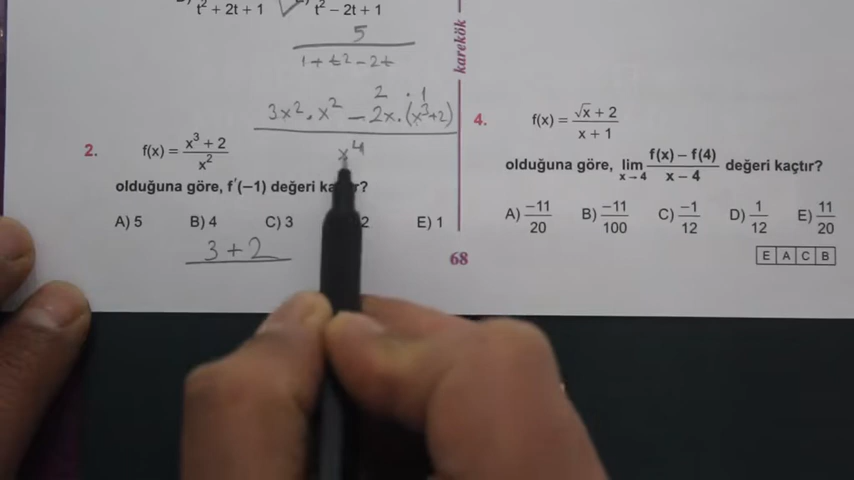 t² + 2t + 1
t² − 2t + 1
5
1 + t² − 2t
2 . 1
3x² . x² − 2x . (x³+2)
x⁴
2.
f(x) = x³ + 2 / x²
olduğuna göre, f'(−1) değeri kaçtır?
A) 5 B) 4 C) 3 2 E) 1
3 + 2
karekök
68
4.
f(x) = √x + 2 / x + 1
olduğuna göre, lim x→4 f(x) − f(4) / x − 4 değeri kaçtır?
A) −11/20 B) −11/100 C) −1/12 D) 1/12 E) 11/20
E A C B